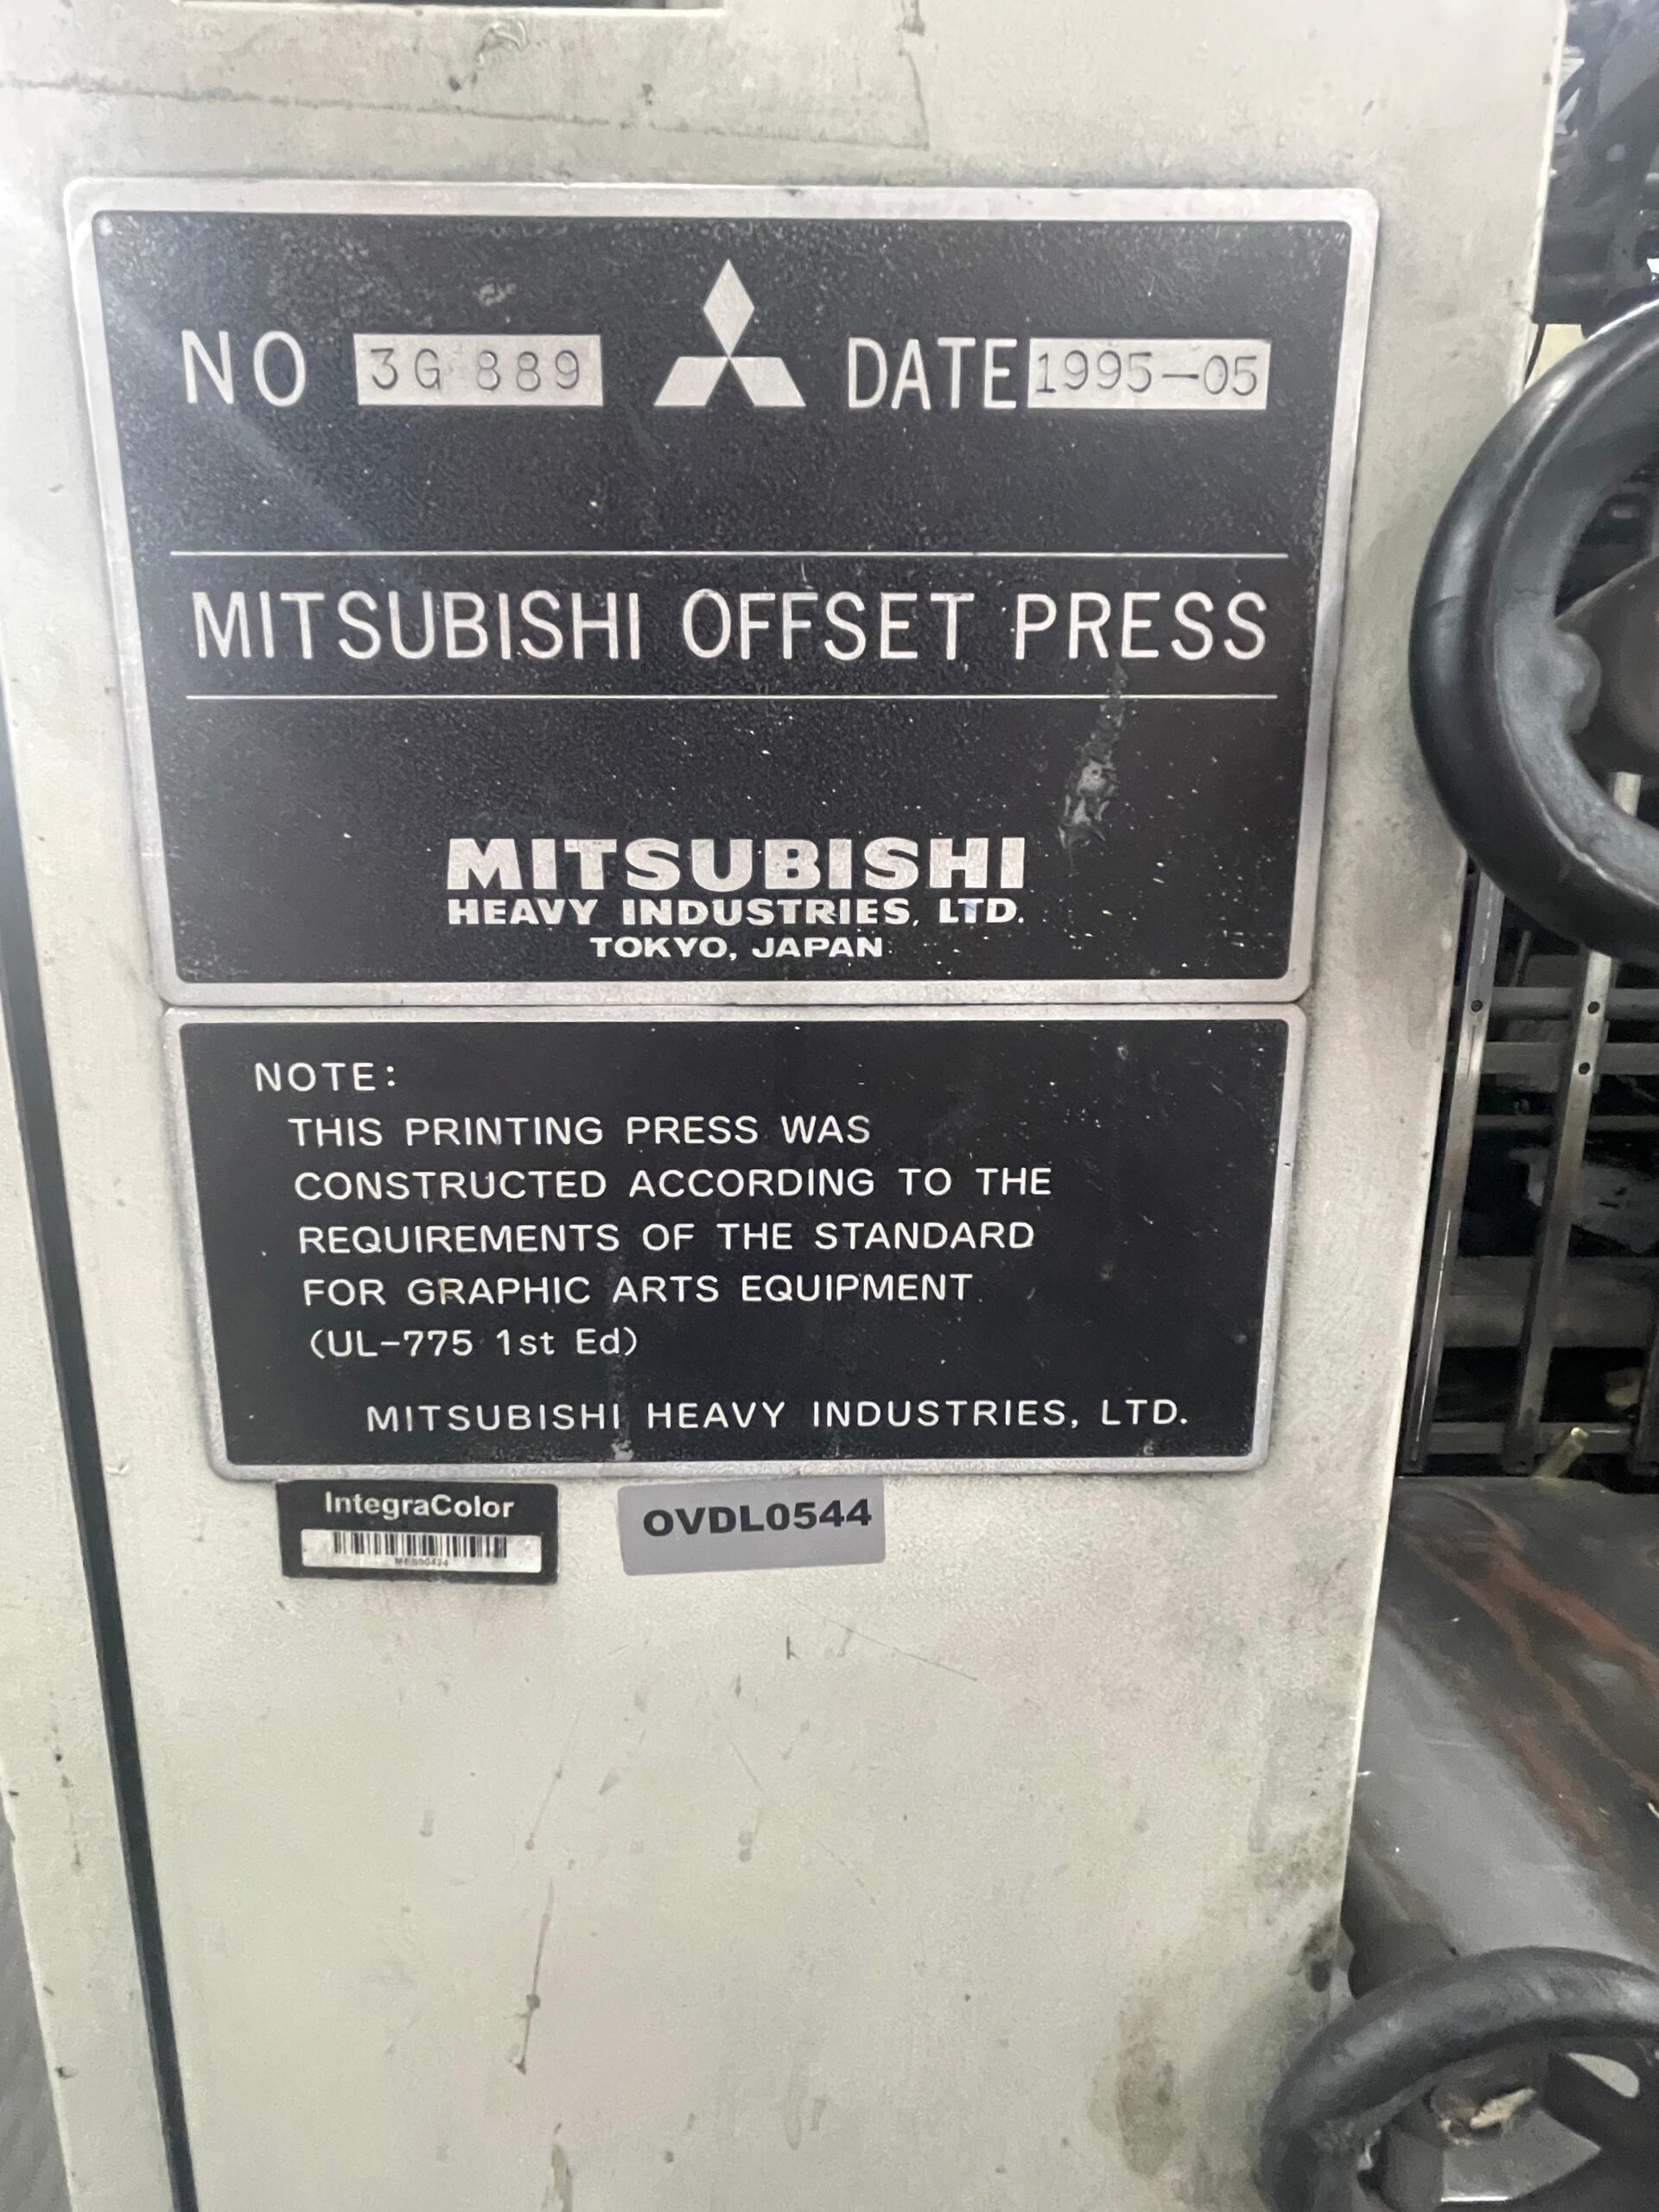 NO 3G 889 DATE 1995-05
MITSUBISHI OFFSET PRESS
MITSUBISHI
HEAVY INDUSTRIES, LTD.
TOKYO, JAPAN
NOTE:
THIS PRINTING PRESS WAS
CONSTRUCTED ACCORDING TO THE
REQUIREMENTS OF THE STANDARD
FOR GRAPHIC ARTS EQUIPMENT
(UL-775 1st Ed)
MITSUBISHI HEAVY INDUSTRIES, LTD.
IntegraColor
OVDL0544